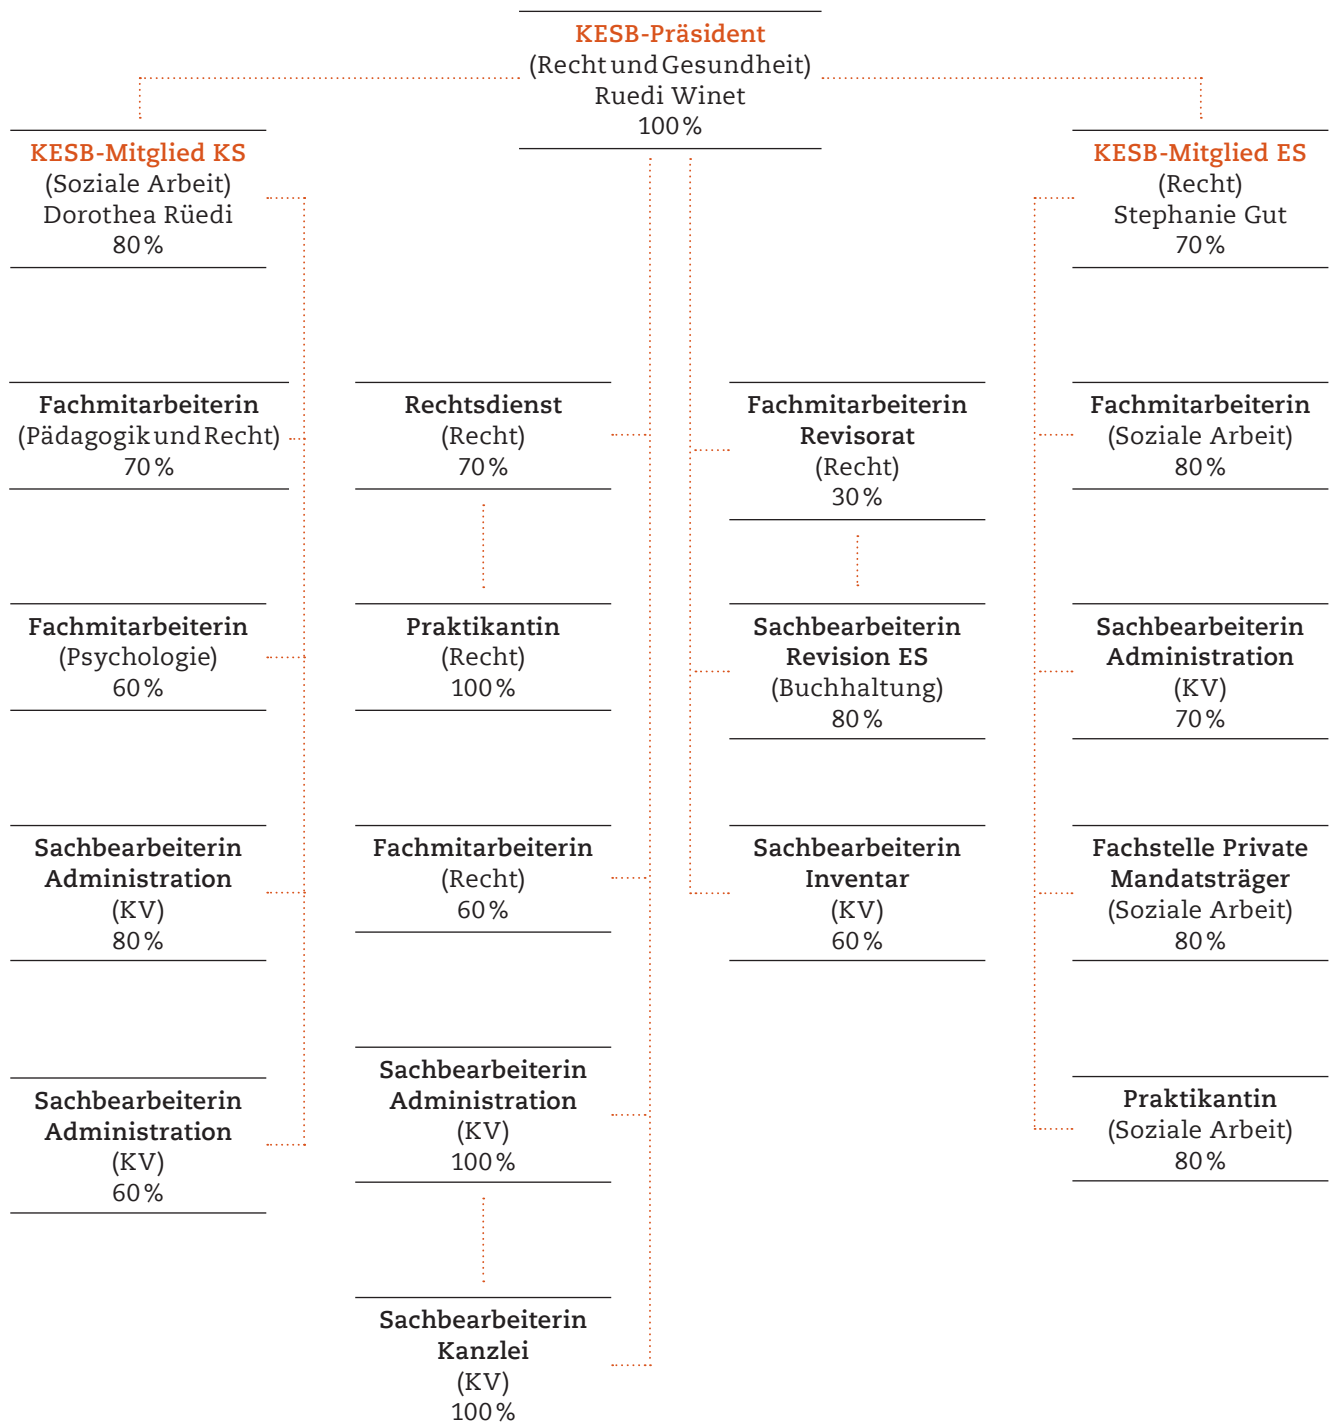 KESB-Präsident
(Recht und Gesundheit)
Ruedi Winet
100 %
KESB-Mitglied KS
(Soziale Arbeit)
Dorothea Rüedi
80 %
KESB-Mitglied ES
(Recht)
Stephanie Gut
70 %
Fachmitarbeiterin
(Pädagogik und Recht)
70 %
Rechtsdienst
(Recht)
70 %
Fachmitarbeiterin
Revisorat
(Recht)
30 %
Fachmitarbeiterin
(Soziale Arbeit)
80 %
Fachmitarbeiterin
(Psychologie)
60 %
Praktikantin
(Recht)
100 %
Sachbearbeiterin
Revision ES
(Buchhaltung)
80 %
Sachbearbeiterin
Administration
(KV)
70 %
Sachbearbeiterin
Administration
(KV)
80 %
Fachmitarbeiterin
(Recht)
60 %
Sachbearbeiterin
Inventar
(KV)
60 %
Fachstelle Private
Mandatsträger
(Soziale Arbeit)
80 %
Sachbearbeiterin
Administration
(KV)
60 %
Sachbearbeiterin
Administration
(KV)
100 %
Praktikantin
(Soziale Arbeit)
80 %
Sachbearbeiterin
Kanzlei
(KV)
100 %